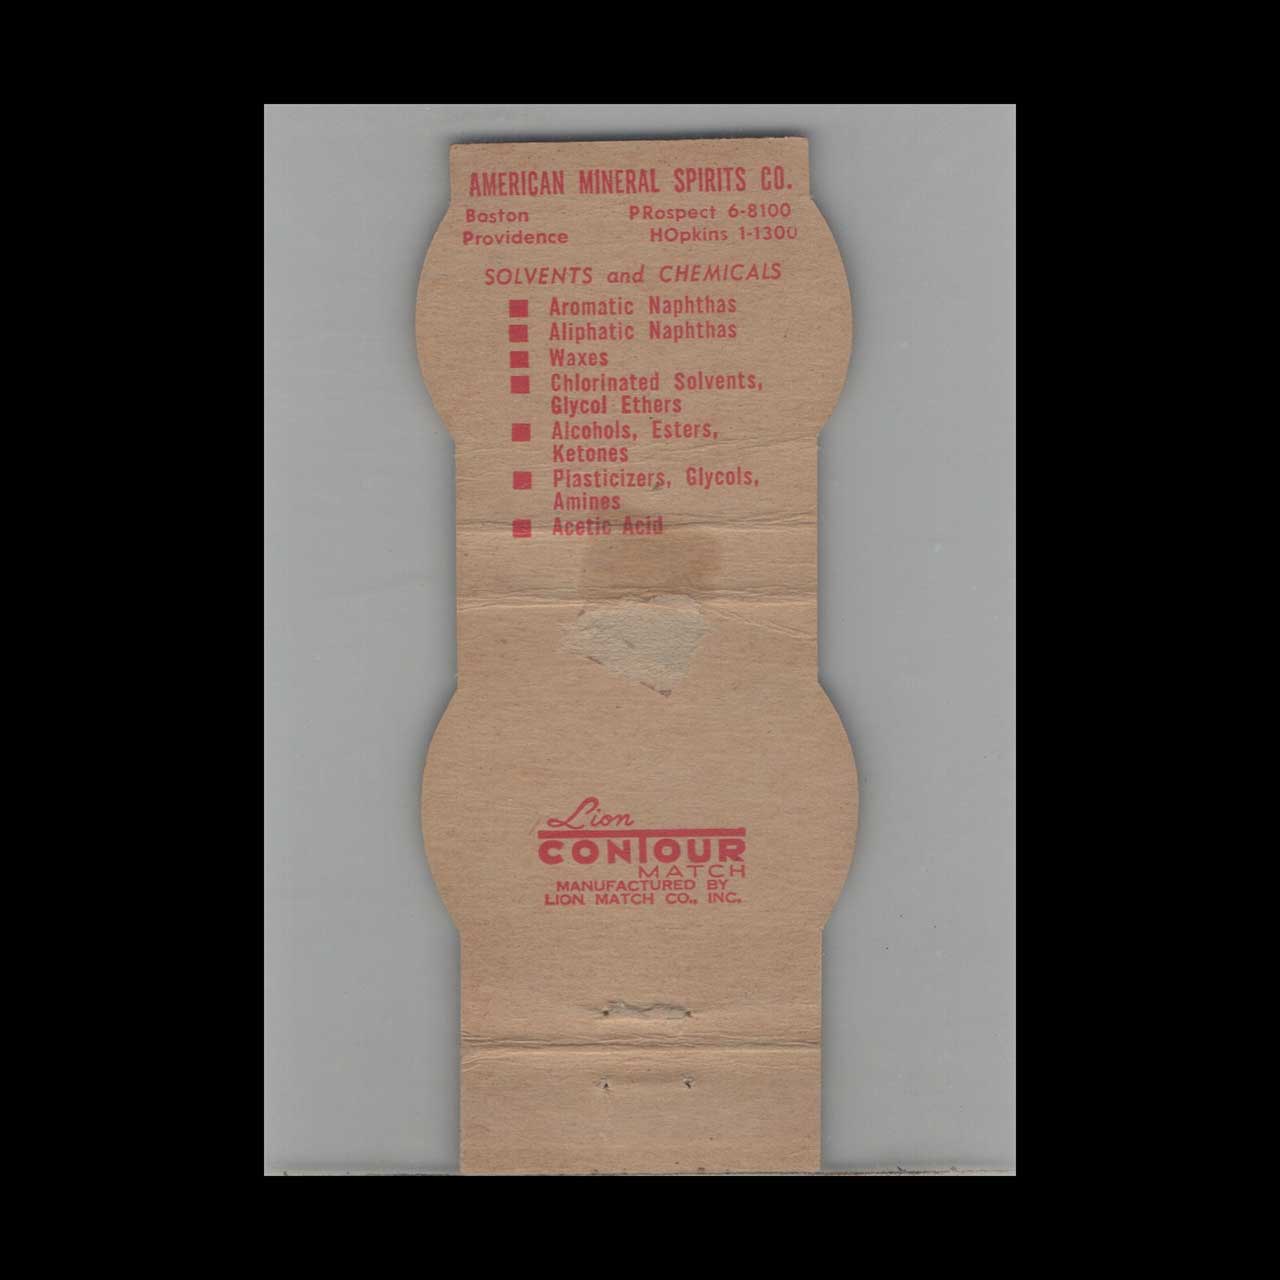 AMERICAN MINERAL SPIRITS CO.
Boston PRospect 6-8100
Providence HOpkins 1-1300
SOLVENTS and CHEMICALS
■ Aromatic Naphthas
■ Aliphatic Naphthas
■ Waxes
■ Chlorinated Solvents,
Glycol Ethers
■ Alcohols, Esters,
Ketones
■ Plasticizers, Glycols,
Amines
■ Acetic Acid
Lion
CONTOUR
MATCH
MANUFACTURED BY
LION MATCH CO., INC.